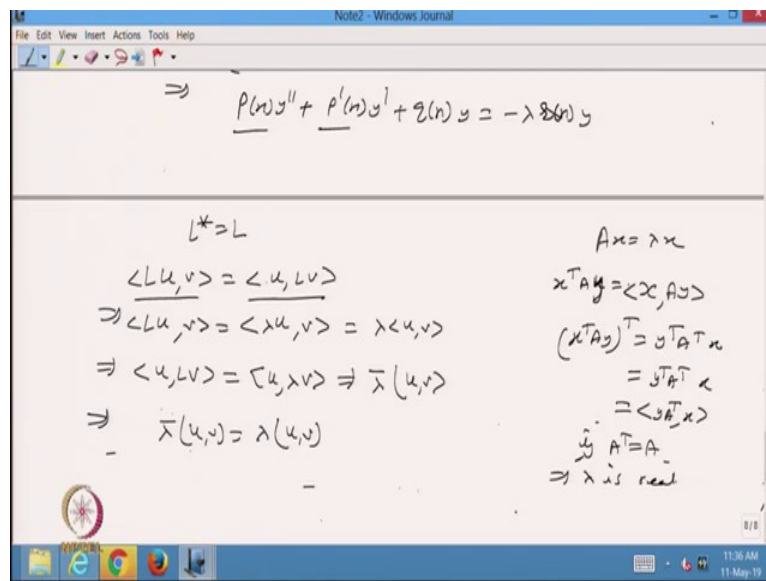 Note2 - Windows Journal
File Edit View Insert Actions Tools Help
⇒ p(x)y'' + p'(x)y' + q(x)y = -λ s(x)y
L* = L
<Lu,v> = <u,Lv>
⇒ <Lu,v> = <λu,v> = λ<u,v>
⇒ <u,Lv> = [u,λv> ⇒ λ̄(u,v)
⇒ λ̄(u,v) = λ(u,v)
Ax = λx
xᵀAy = <x,Ay>
(xᵀAy)ᵀ = yᵀAᵀx
= yᵀAᵀx
= <yAᵀ,x>
if Aᵀ = A
⇒ λ is real
8/8
11:36 AM
11-May-19